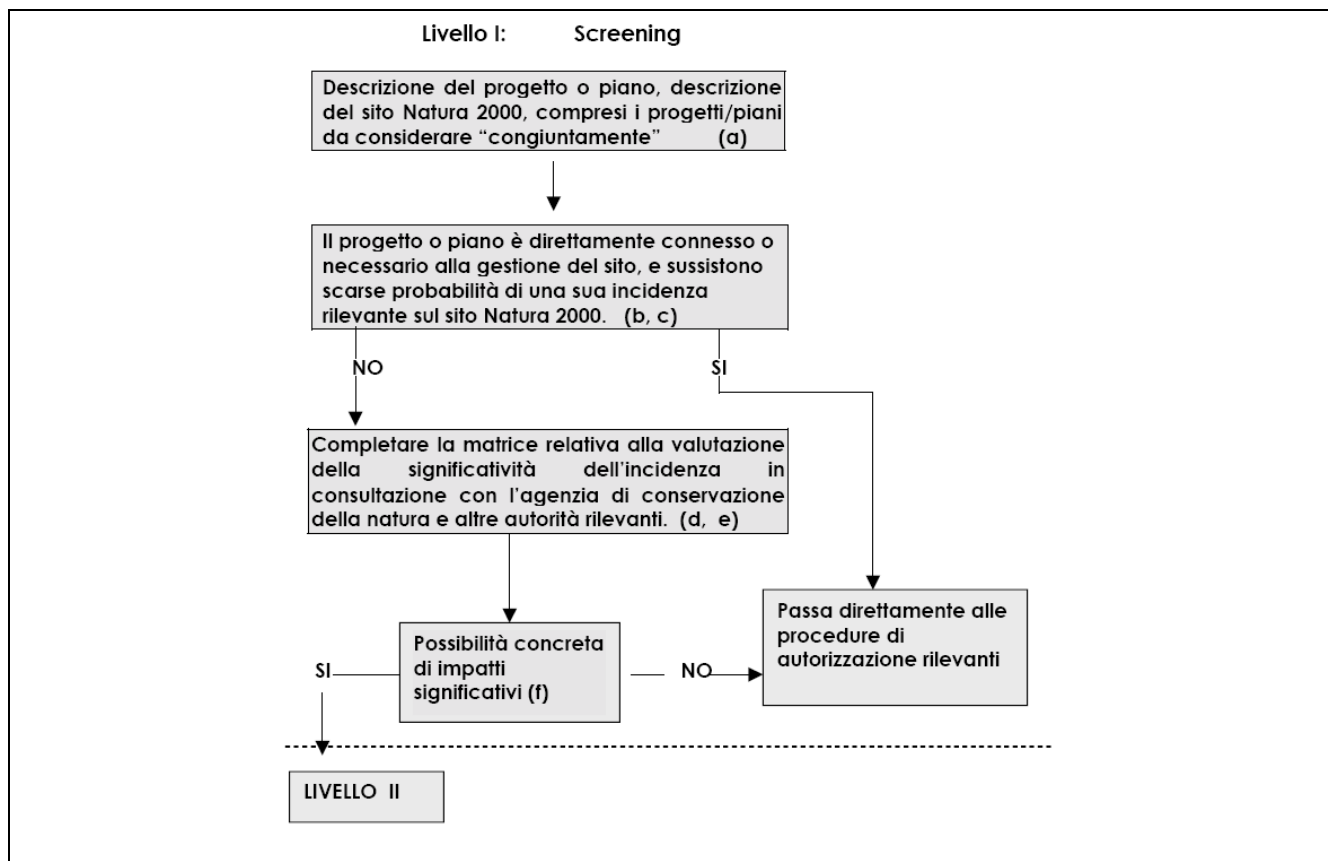 Livello I: Screening
Descrizione del progetto o piano, descrizione
del sito Natura 2000, compresi i progetti/piani
da considerare “congiuntamente” (a)
Il progetto o piano è direttamente connesso o
necessario alla gestione del sito, e sussistono
scarse probabilità di una sua incidenza
rilevante sul sito Natura 2000. (b, c)
NO
SI
Completare la matrice relativa alla valutazione
della significatività dell’incidenza in
consultazione con l’agenzia di conservazione
della natura e altre autorità rilevanti. (d, e)
Passa direttamente alle
procedure di
autorizzazione rilevanti
Possibilità concreta
di impatti
significativi (f)
SI
NO
LIVELLO II